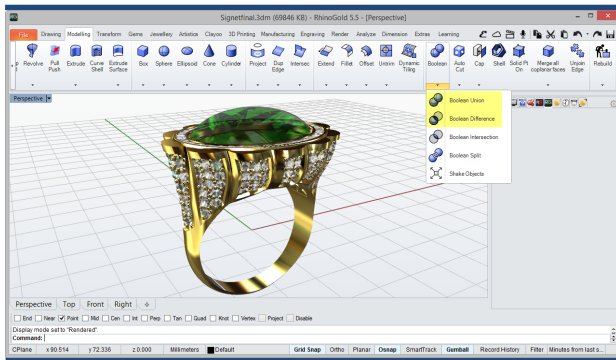 Signetfinal.3dm (69846 KB) - RhinoGold 5.5 - [Perspective]
File Drawing Modelling Transform Gems Jewellery Artistica Clayoo 3D Printing Manufacturing Engraving Render Analyze Dimension Extras Learning
Revolve Pull Push Extrude Curve Shell Extrude Surface Box Sphere Ellipsoid Cone Cylinder Project Dup Edge Intersec Extend Fillet Offset Untrim Dynamic Tiling Boolean Auto Cut Cap Shell Solid Pt On Merge all coplanar faces Unjoin Edge Rebuild
Perspective
Boolean Union
Boolean Difference
Boolean Intersection
Boolean Split
Shake Objects
Perspective Top Front Right
End Near Point Mid Cen Int Perp Tan Quad Knot Vertex Project Disable
Display mode set to "Rendered".
Command:
CPlane x 90.514 y 72.336 z 0.000 Millimeters Default Grid Snap Ortho Planar Osnap SmartTrack Gumball Record History Filter Minutes from last s...